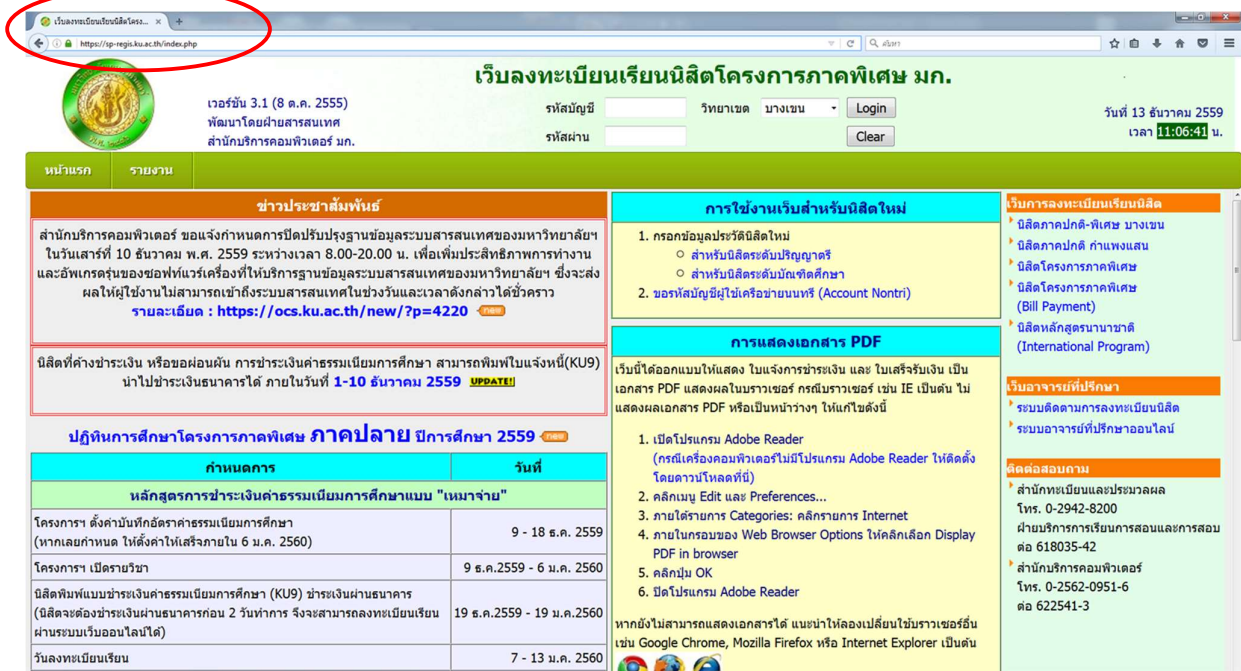 เว็บลงทะเบียนเรียนนิสิตโครง...
https://sp-regis.ku.ac.th/index.php
ค้นหา
เว็บลงทะเบียนเรียนนิสิตโครงการภาคพิเศษ มก.
เวอร์ชัน 3.1 (8 ต.ค. 2555)
พัฒนาโดยฝ่ายสารสนเทศ
สำนักบริการคอมพิวเตอร์ มก.
รหัสบัญชี วิทยาเขต บางเขน Login
รหัสผ่าน Clear
วันที่ 13 ธันวาคม 2559
เวลา 11:06:41 น.
หน้าแรก รายงาน
ข่าวประชาสัมพันธ์
สำนักบริการคอมพิวเตอร์ ขอแจ้งกำหนดการปิดปรับปรุงฐานข้อมูลระบบสารสนเทศของมหาวิทยาลัยฯ
ในวันเสาร์ที่ 10 ธันวาคม พ.ศ. 2559 ระหว่างเวลา 8.00-20.00 น. เพื่อเพิ่มประสิทธิภาพการทำงาน
และอัพเกรดรุ่นของซอฟท์แวร์เครื่องที่ให้บริการฐานข้อมูลระบบสารสนเทศของมหาวิทยาลัยฯ ซึ่งจะส่ง
ผลให้ผู้ใช้งานไม่สามารถเข้าถึงระบบสารสนเทศในช่วงวันและเวลาดังกล่าวได้ชั่วคราว
รายละเอียด : https://ocs.ku.ac.th/new/?p=4220 new
นิสิตที่ค้างชำระเงิน หรือขอผ่อนผัน การชำระเงินค่าธรรมเนียมการศึกษา สามารถพิมพ์ใบแจ้งหนี้(KU9)
นำไปชำระเงินธนาคารได้ ภายในวันที่ 1-10 ธันวาคม 2559 UPDATE!
ปฏิทินการศึกษาโครงการภาคพิเศษ ภาคปลาย ปีการศึกษา 2559 new
กำหนดการ วันที่
หลักสูตรการชำระเงินค่าธรรมเนียมการศึกษาแบบ "เหมาจ่าย"
โครงการฯ ตั้งค่าบันทึกอัตราค่าธรรมเนียมการศึกษา
(หากเลยกำหนด ให้ตั้งค่าให้เสร็จภายใน 6 ม.ค. 2560)
9 - 18 ธ.ค. 2559
โครงการฯ เปิดรายวิชา 9 ธ.ค.2559 - 6 ม.ค. 2560
นิสิตพิมพ์แบบชำระเงินค่าธรรมเนียมการศึกษา (KU9) ชำระเงินผ่านธนาคาร
(นิสิตจะต้องชำระเงินผ่านธนาคารก่อน 2 วันทำการ จึงจะสามารถลงทะเบียนเรียน
ผ่านระบบเว็บออนไลน์ได้)
19 ธ.ค.2559 - 19 ม.ค.2560
วันลงทะเบียนเรียน 7 - 13 ม.ค. 2560
การใช้งานเว็บสำหรับนิสิตใหม่
1. กรอกข้อมูลประวัตินิสิตใหม่
สำหรับนิสิตระดับปริญญาตรี
สำหรับนิสิตระดับบัณฑิตศึกษา
2. ขอรหัสบัญชีผู้ใช้เครือข่ายนนทรี (Account Nontri)
การแสดงเอกสาร PDF
เว็บนี้ได้ออกแบบให้แสดง ใบแจ้งการชำระเงิน และ ใบเสร็จรับเงิน เป็น
เอกสาร PDF แสดงผลในบราวเซอร์ กรณีบราวเซอร์ เช่น IE เป็นต้น ไม่
แสดงผลเอกสาร PDF หรือเป็นหน้าว่างๆ ให้แก้ไขดังนี้
1. เปิดโปรแกรม Adobe Reader
(กรณีเครื่องคอมพิวเตอร์ไม่มีโปรแกรม Adobe Reader ให้ติดตั้ง
โดยดาวน์โหลดที่นี่)
2. คลิกเมนู Edit และ Preferences...
3. ภายใต้รายการ Categories: คลิกรายการ Internet
4. ภายในกรอบของ Web Browser Options ให้คลิกเลือก Display
PDF in browser
5. คลิกปุ่ม OK
6. ปิดโปรแกรม Adobe Reader
หากยังไม่สามารถแสดงเอกสารได้ แนะนำให้ลองเปลี่ยนใช้บราวเซอร์อื่น
เช่น Google Chrome, Mozilla Firefox หรือ Internet Explorer เป็นต้น
เว็บการลงทะเบียนเรียนนิสิต
นิสิตภาคปกติ-พิเศษ บางเขน
นิสิตภาคปกติ กำแพงแสน
นิสิตโครงการภาคพิเศษ
นิสิตโครงการภาคพิเศษ
(Bill Payment)
นิสิตหลักสูตรนานาชาติ
(International Program)
เว็บอาจารย์ที่ปรึกษา
ระบบติดตามการลงทะเบียนนิสิต
ระบบอาจารย์ที่ปรึกษาออนไลน์
ติดต่อสอบถาม
สำนักทะเบียนและประมวลผล
โทร. 0-2942-8200
ฝ่ายบริการการเรียนการสอนและการสอบ
ต่อ 618035-42
สำนักบริการคอมพิวเตอร์
โทร. 0-2562-0951-6
ต่อ 622541-3